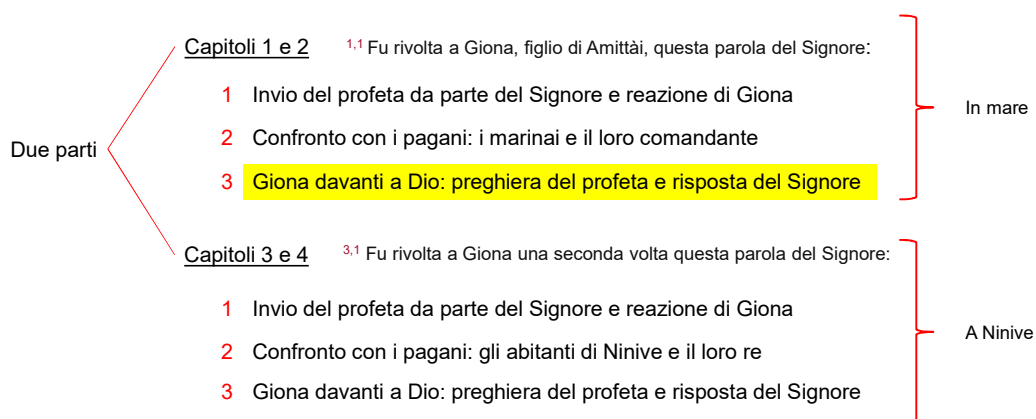 Capitoli 1 e 2 1,1 Fu rivolta a Giona, figlio di Amittài, questa parola del Signore:
1 Invio del profeta da parte del Signore e reazione di Giona
In mare
2 Confronto con i pagani: i marinai e il loro comandante
Due parti
3 Giona davanti a Dio: preghiera del profeta e risposta del Signore
Capitoli 3 e 4 3,1 Fu rivolta a Giona una seconda volta questa parola del Signore:
1 Invio del profeta da parte del Signore e reazione di Giona
A Ninive
2 Confronto con i pagani: gli abitanti di Ninive e il loro re
3 Giona davanti a Dio: preghiera del profeta e risposta del Signore